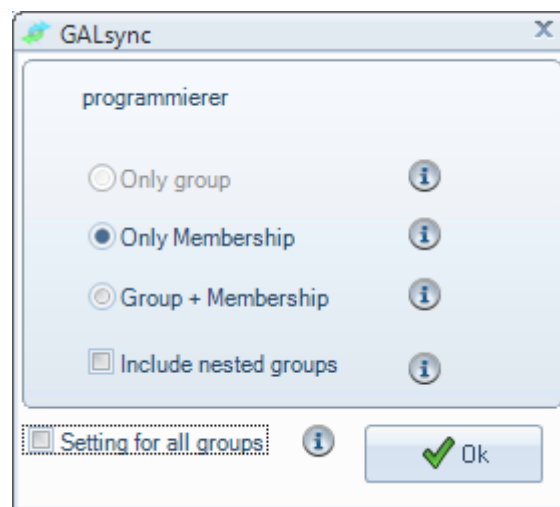 GALsync
programmierer
Only group
Only Membership
Group + Membership
Include nested groups
Setting for all groups
Ok